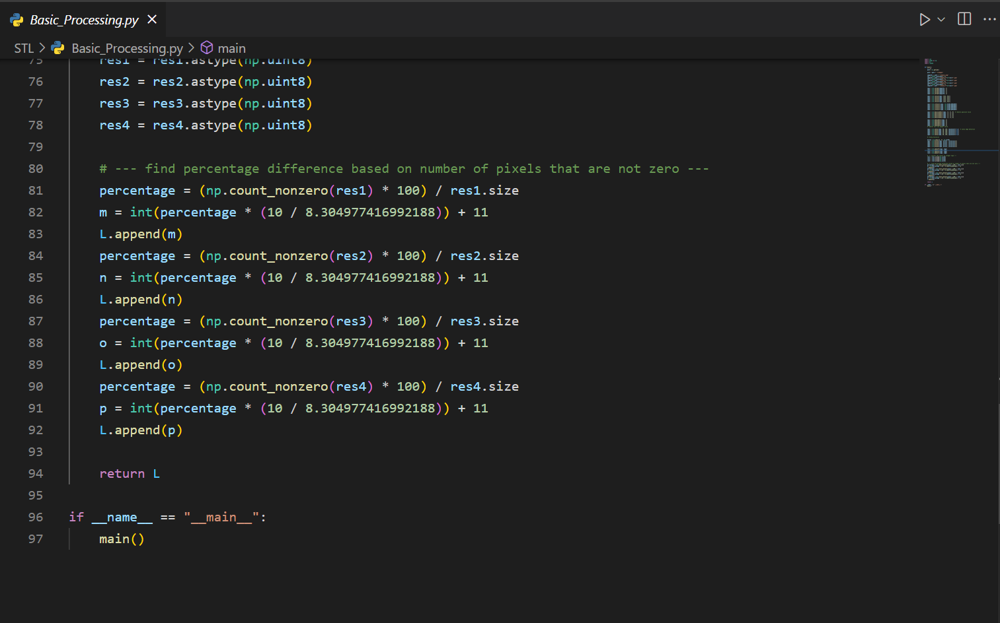 Basic_Processing.py
STL > Basic_Processing.py > main
75 res1 = res1.astype(np.uint8)
76 res2 = res2.astype(np.uint8)
77 res3 = res3.astype(np.uint8)
78 res4 = res4.astype(np.uint8)
79
80 # --- find percentage difference based on number of pixels that are not zero ---
81 percentage = (np.count_nonzero(res1) * 100) / res1.size
82 m = int(percentage * (10 / 8.304977416992188)) + 11
83 L.append(m)
84 percentage = (np.count_nonzero(res2) * 100) / res2.size
85 n = int(percentage * (10 / 8.304977416992188)) + 11
86 L.append(n)
87 percentage = (np.count_nonzero(res3) * 100) / res3.size
88 o = int(percentage * (10 / 8.304977416992188)) + 11
89 L.append(o)
90 percentage = (np.count_nonzero(res4) * 100) / res4.size
91 p = int(percentage * (10 / 8.304977416992188)) + 11
92 L.append(p)
93
94 return L
95
96 if __name__ == "__main__":
97 main()